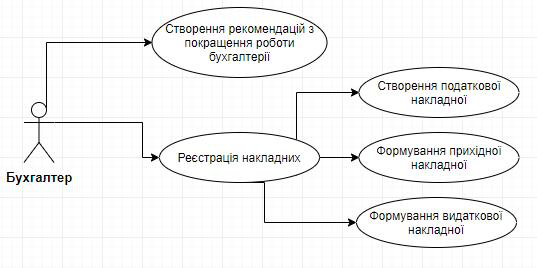 Створення рекомендацій з
покращення роботи
бухгалтерії
Створення податкової
накладної
Реєстрація накладних
Формування прихідної
накладної
Бухгалтер
Формування видаткової
накладної